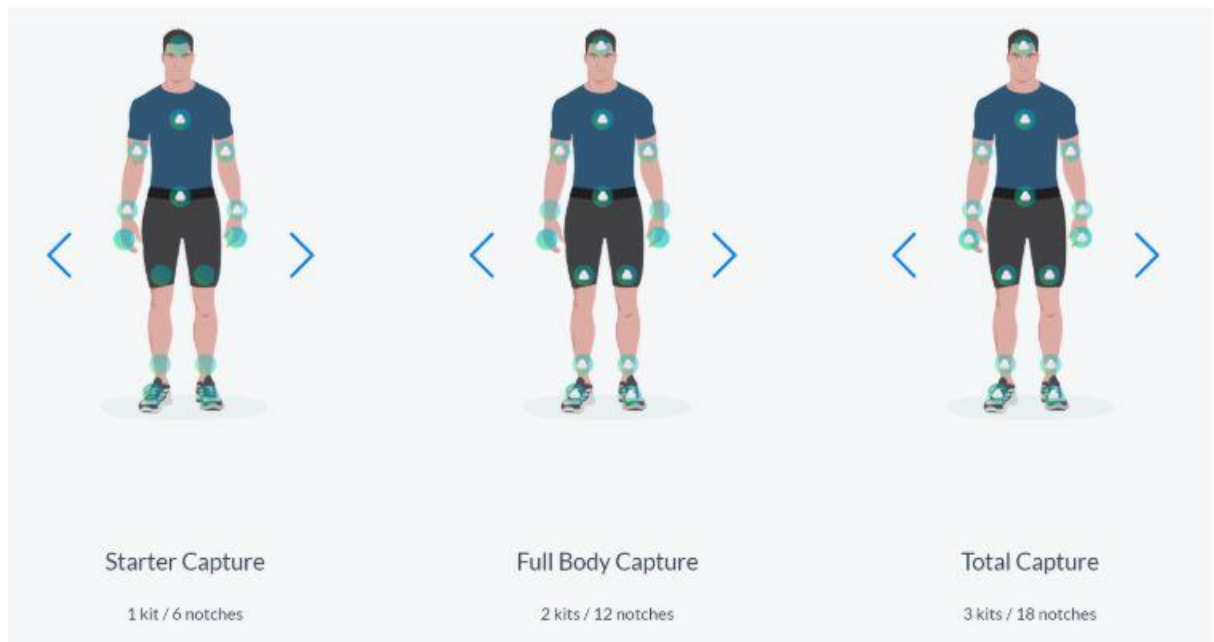 Starter Capture
1 kit / 6 notches
Full Body Capture
2 kits / 12 notches
Total Capture
3 kits / 18 notches